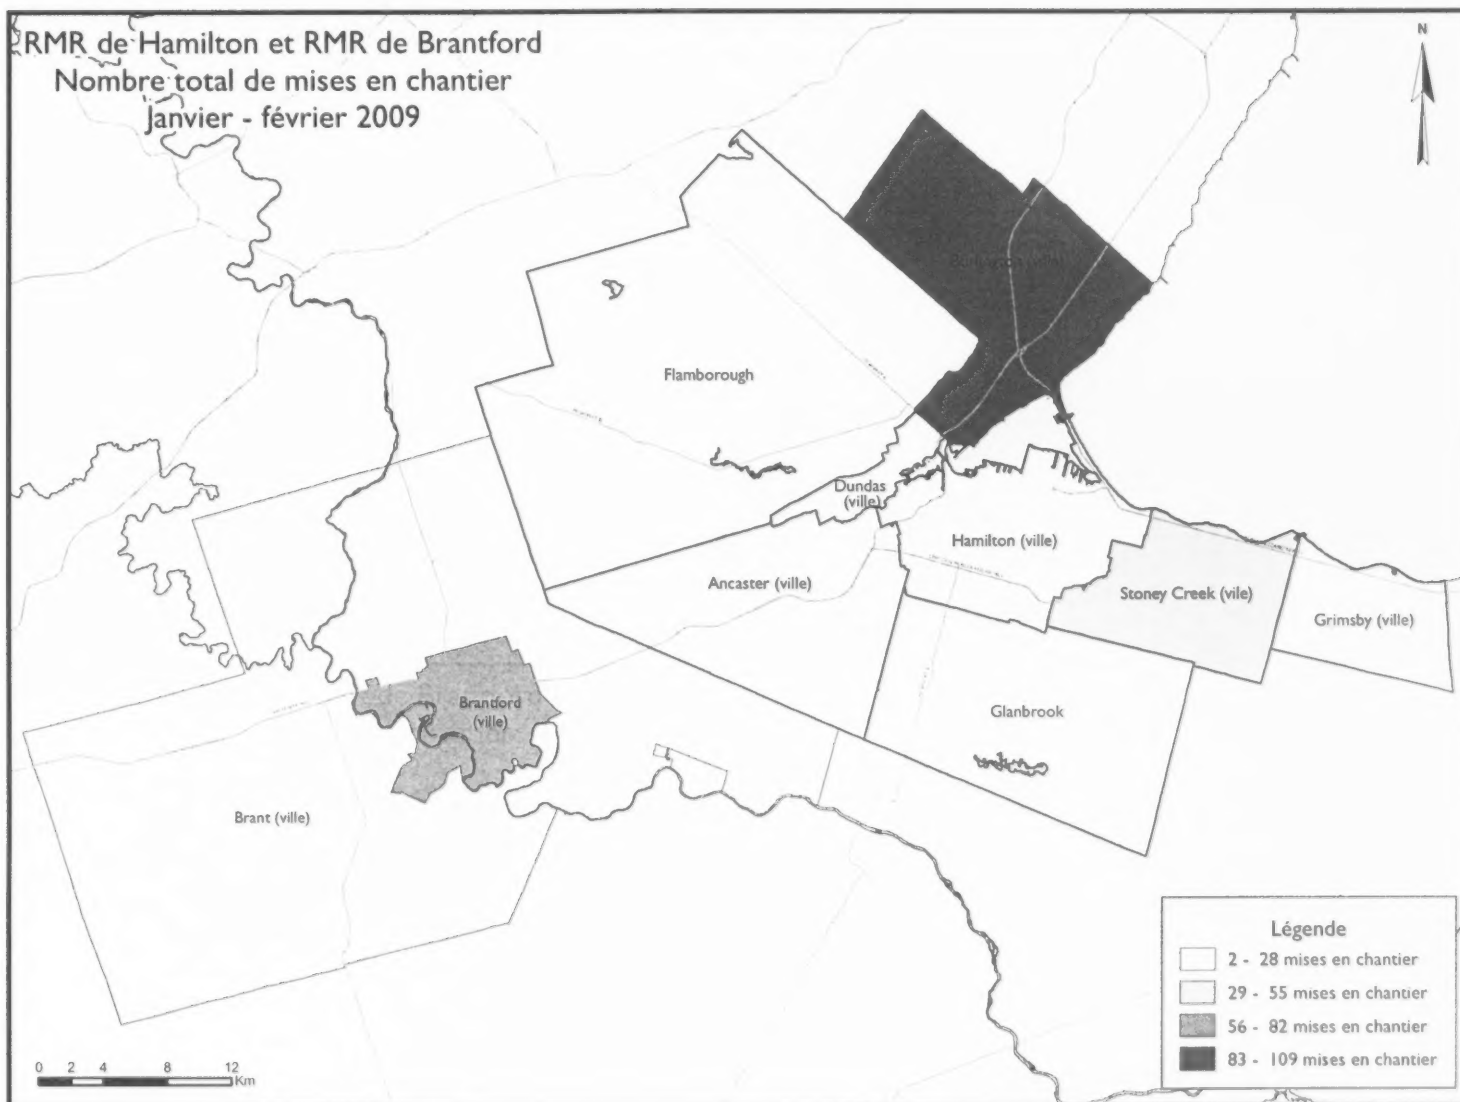 RMR de Hamilton et RMR de Brantford
Nombre total de mises en chantier
Janvier - février 2009
N
Burlington (ville)
Flamborough
Dundas
(ville)
Hamilton (ville)
Ancaster (ville)
Stoney Creek (vile)
Grimsby (ville)
Brantford
(ville)
Glanbrook
Brant (ville)
Légende
2 - 28 mises en chantier
29 - 55 mises en chantier
56 - 82 mises en chantier
83 - 109 mises en chantier
0 2 4 8 12
Km